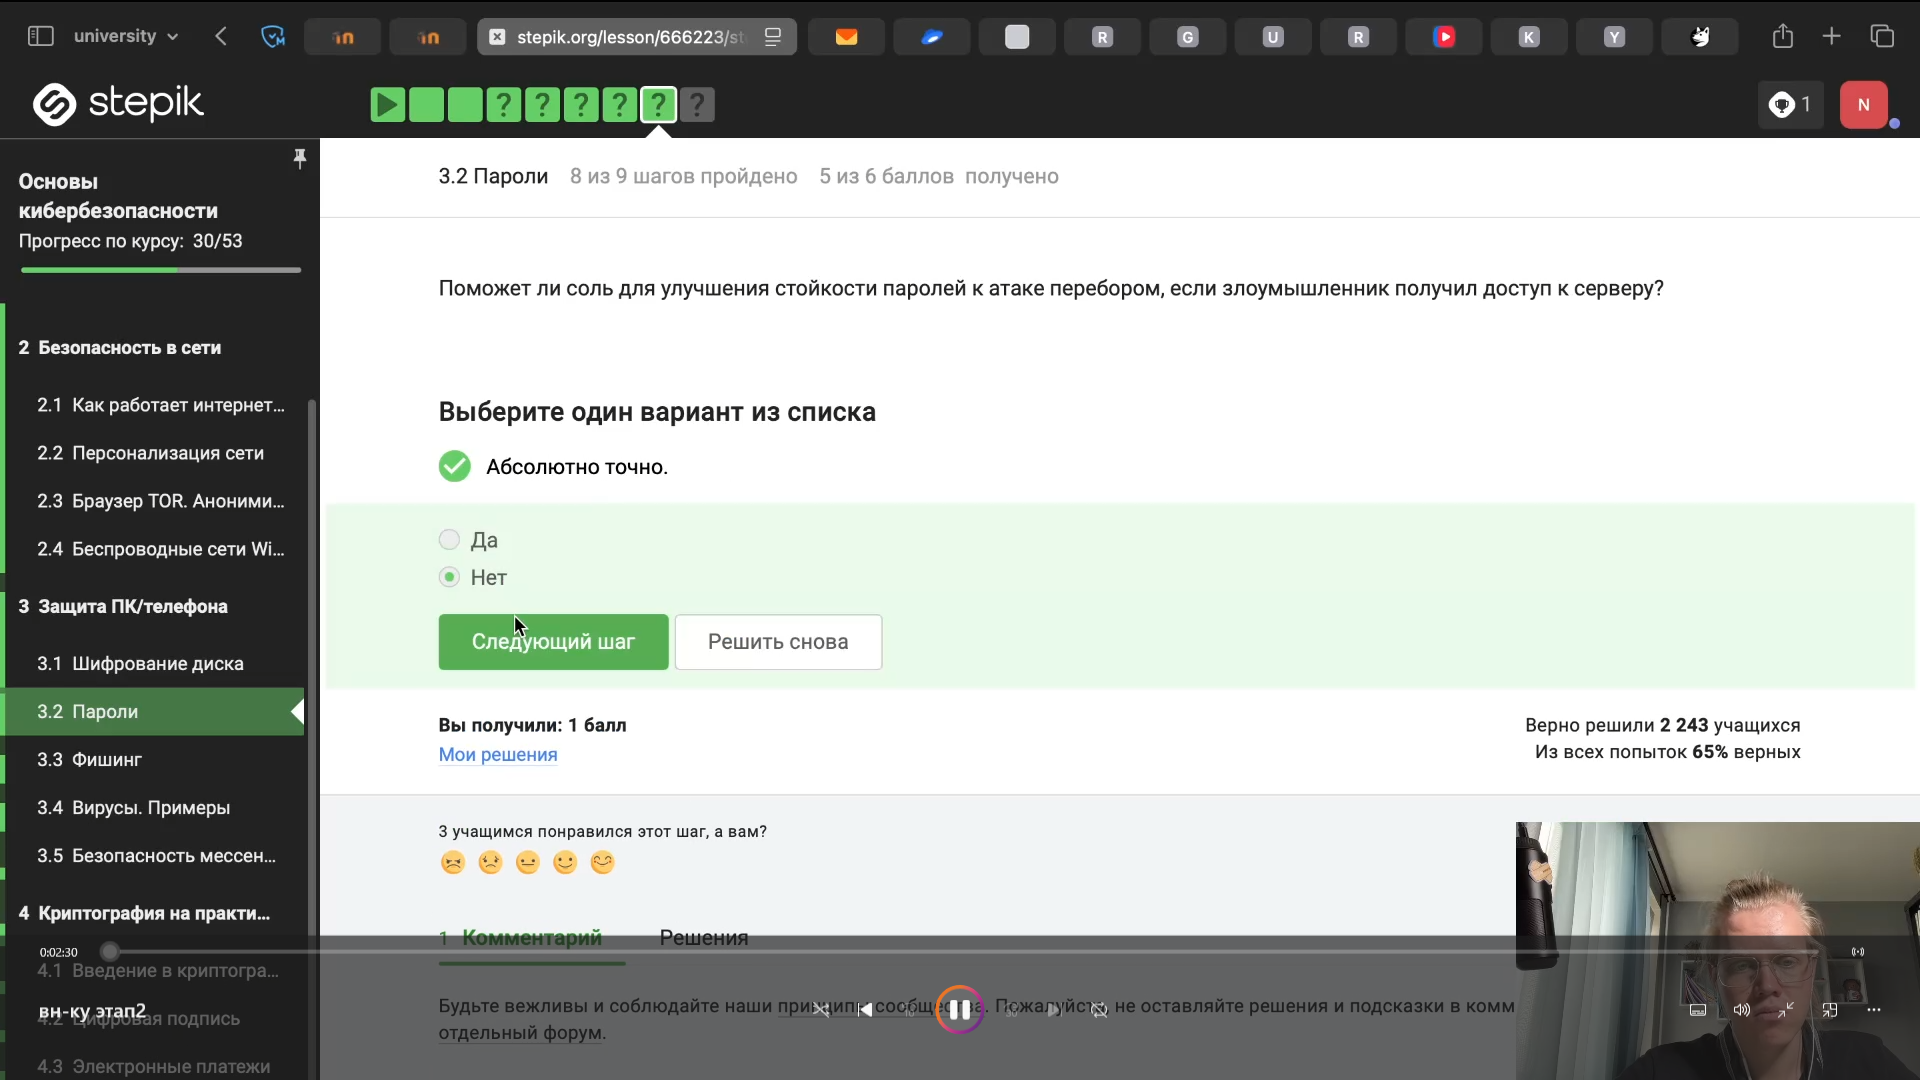 university
stepik.org/lesson/666223/st
R
G
U
R
K
Y
stepik
? ? ? ? ? ?
1
N
Основы
кибербезопасности
Прогресс по курсу: 30/53
2 Безопасность в сети
2.1 Как работает интернет...
2.2 Персонализация сети
2.3 Браузер TOR. Аноними...
2.4 Беспроводные сети Wi...
3 Защита ПК/телефона
3.1 Шифрование диска
3.2 Пароли
3.3 Фишинг
3.4 Вирусы. Примеры
3.5 Безопасность мессен...
4 Криптография на практи...
4.1 Введение в криптогра...
4.2 Цифровая подпись
4.3 Электронные платежи
3.2 Пароли 8 из 9 шагов пройдено 5 из 6 баллов получено
Поможет ли соль для улучшения стойкости паролей к атаке перебором, если злоумышленник получил доступ к серверу?
Выберите один вариант из списка
Абсолютно точно.
Да
Нет
Следующий шаг
Решить снова
Вы получили: 1 балл
Мои решения
Верно решили 2 243 учащихся
Из всех попыток 65% верных
3 учащимся понравился этот шаг, а вам?
1 Комментарий
Решения
Будьте вежливы и соблюдайте наши принципы сообщества. Пожалуйста, не оставляйте решения и подсказки в комм
отдельный форум.
0:02:30
вн-ку этап2
10
30